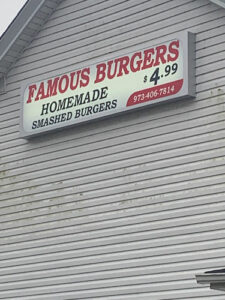 FAMOUS BURGERS
HOMEMADE
SMASHED BURGERS
$4.99
973-406-7814